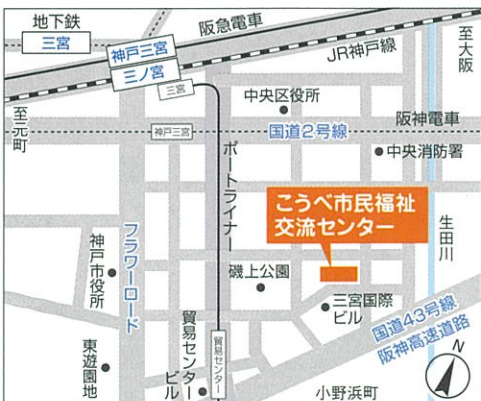 地下鉄
三宮
阪急電車
神戸三宮
三ノ宮
三宮
JR神戸線
至大阪
至元町
中央区役所
神戸三宮
国道2号線
阪神電車
中央消防署
ポートライナー
こうべ市民福祉
交流センター
生田川
フラワーロード
神戸市役所
磯上公園
三宮国際
ビル
国道43号線
阪神高速道路
東遊園地
貿易センター
ビル
貿易センター
小野浜町
N